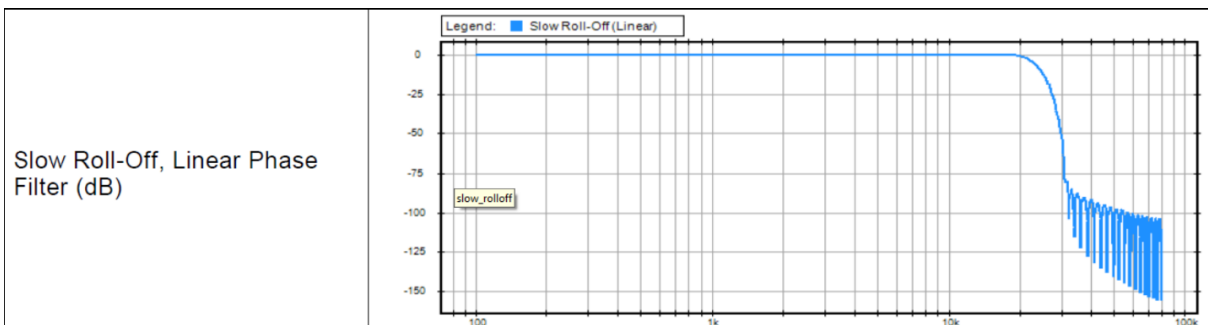 Legend: Slow Roll-Off (Linear)
0
-25
-50
-75
-100
-125
-150
100 1k 10k 100k
slow_rolloff
Slow Roll-Off, Linear Phase
Filter (dB)